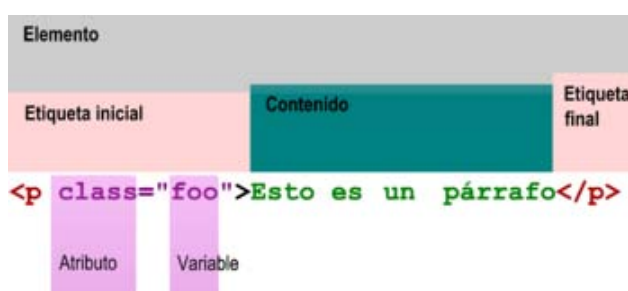 Elemento
Etiqueta inicial
Contenido
Etiqueta
final
<p class="foo">Esto es un párrafo</p>
Atributo
Variable